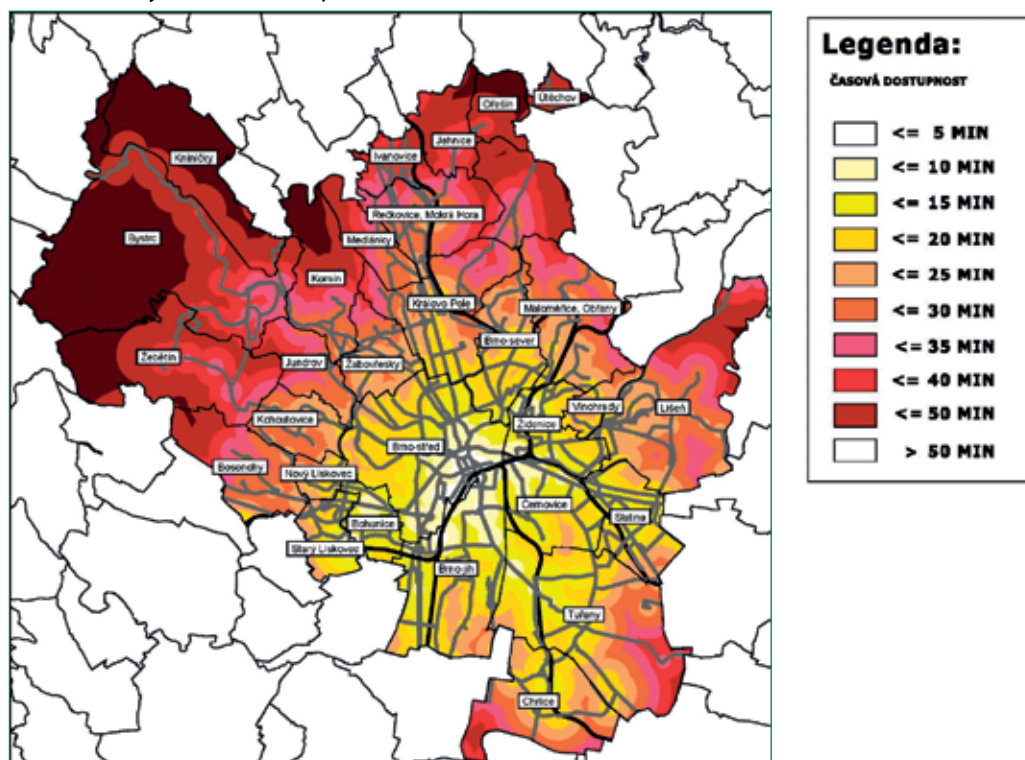 Legenda:
ČASOVÁ DOSTUPNOST
<= 5 MIN
<= 10 MIN
<= 15 MIN
<= 20 MIN
<= 25 MIN
<= 30 MIN
<= 35 MIN
<= 40 MIN
<= 50 MIN
> 50 MIN
Ořešín
Útěchov
Jehnice
Ivanovice
Kníničky
Řečkovice, Mokrá Hora
Bystrc
Medlánky
Komín
Královo Pole
Maloměřice, Obřany
Brno-sever
Žebětín
Jundrov
Žabovřesky
Vinohrady
Líšeň
Kohoutovice
Židenice
Brno-střed
Bosonohy
Nový Lískovec
Černovice
Slatina
Bohunice
Starý Lískovec
Brno-jih
Tuřany
Chrlice